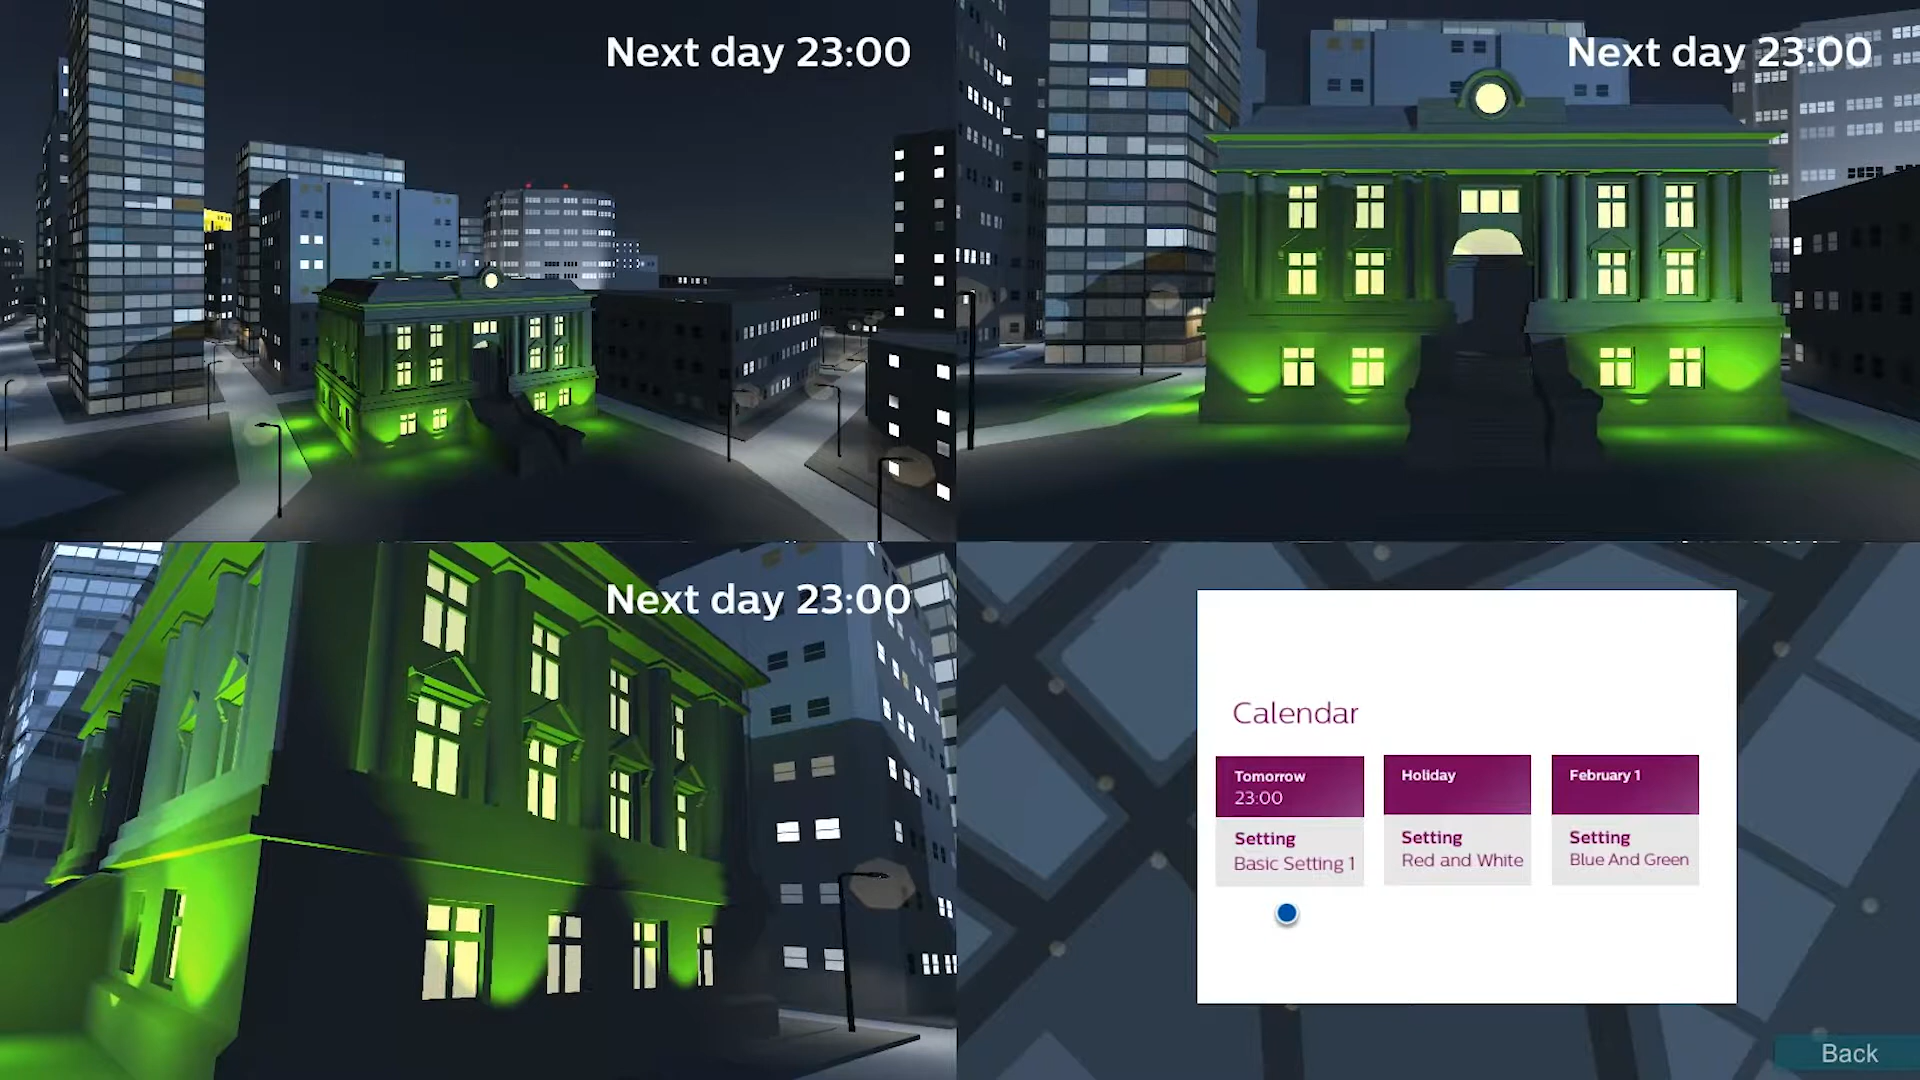 Next day 23:00
Next day 23:00
Next day 23:00
Calendar
Tomorrow
23:00
Setting
Basic Setting 1
Holiday
Setting
Red and White
February 1
Setting
Blue And Green
Back